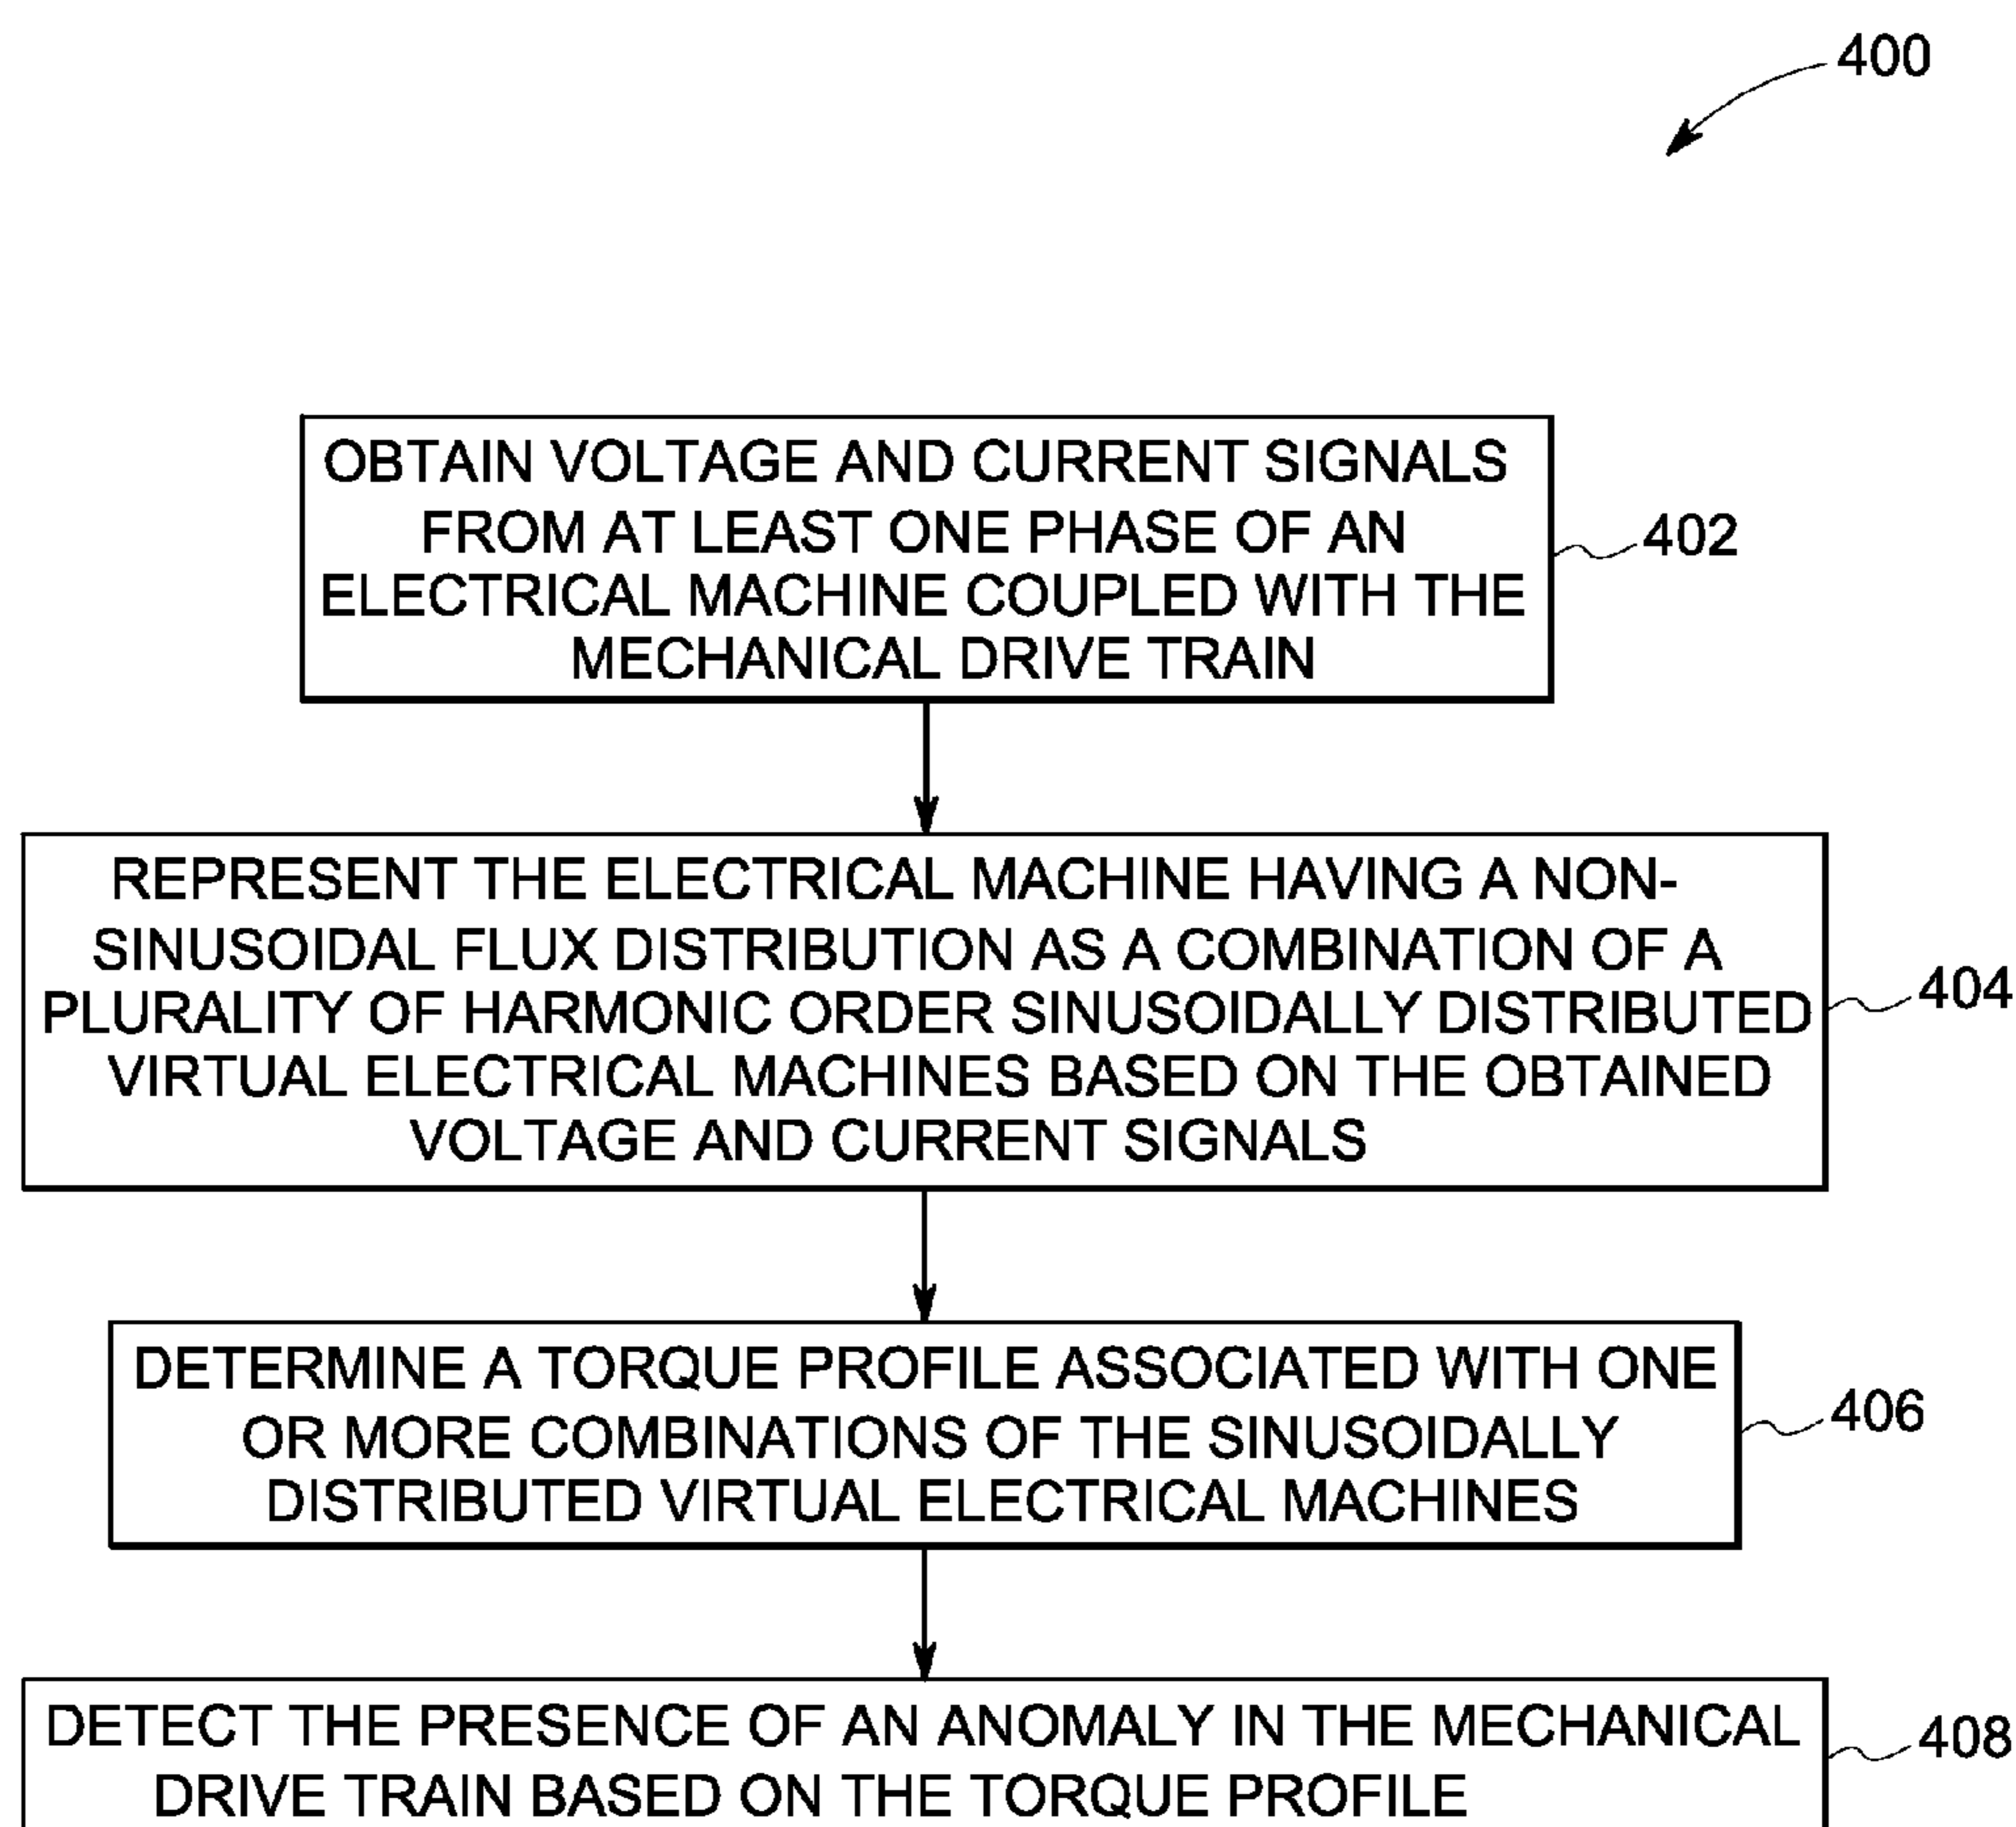 400
OBTAIN VOLTAGE AND CURRENT SIGNALS
FROM AT LEAST ONE PHASE OF AN
ELECTRICAL MACHINE COUPLED WITH THE
MECHANICAL DRIVE TRAIN
402
REPRESENT THE ELECTRICAL MACHINE HAVING A NON-
SINUSOIDAL FLUX DISTRIBUTION AS A COMBINATION OF A
PLURALITY OF HARMONIC ORDER SINUSOIDALLY DISTRIBUTED
VIRTUAL ELECTRICAL MACHINES BASED ON THE OBTAINED
VOLTAGE AND CURRENT SIGNALS
404
DETERMINE A TORQUE PROFILE ASSOCIATED WITH ONE
OR MORE COMBINATIONS OF THE SINUSOIDALLY
DISTRIBUTED VIRTUAL ELECTRICAL MACHINES
406
DETECT THE PRESENCE OF AN ANOMALY IN THE MECHANICAL
DRIVE TRAIN BASED ON THE TORQUE PROFILE
408